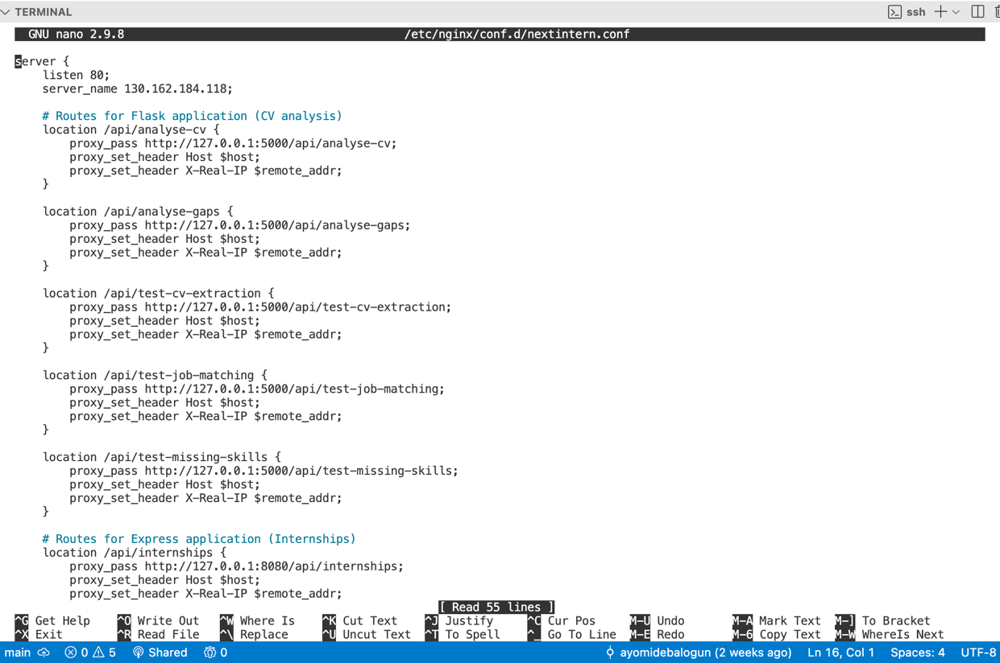 TERMINAL ssh
GNU nano 2.9.8 /etc/nginx/conf.d/nextintern.conf
server {
    listen 80;
    server_name 130.162.184.118;
    # Routes for Flask application (CV analysis)
    location /api/analyse-cv {
        proxy_pass http://127.0.0.1:5000/api/analyse-cv;
        proxy_set_header Host $host;
        proxy_set_header X-Real-IP $remote_addr;
    }
    location /api/analyse-gaps {
        proxy_pass http://127.0.0.1:5000/api/analyse-gaps;
        proxy_set_header Host $host;
        proxy_set_header X-Real-IP $remote_addr;
    }
    location /api/test-cv-extraction {
        proxy_pass http://127.0.0.1:5000/api/test-cv-extraction;
        proxy_set_header Host $host;
        proxy_set_header X-Real-IP $remote_addr;
    }
    location /api/test-job-matching {
        proxy_pass http://127.0.0.1:5000/api/test-job-matching;
        proxy_set_header Host $host;
        proxy_set_header X-Real-IP $remote_addr;
    }
    location /api/test-missing-skills {
        proxy_pass http://127.0.0.1:5000/api/test-missing-skills;
        proxy_set_header Host $host;
        proxy_set_header X-Real-IP $remote_addr;
    }
    # Routes for Express application (Internships)
    location /api/internships {
        proxy_pass http://127.0.0.1:8080/api/internships;
        proxy_set_header Host $host;
        proxy_set_header X-Real-IP $remote_addr;
[ Read 55 lines ]
^G Get Help ^O Write Out ^W Where Is ^K Cut Text ^J Justify ^C Cur Pos M-U Undo M-A Mark Text M-] To Bracket
^X Exit ^R Read File ^\ Replace ^U Uncut Text ^T To Spell ^_ Go To Line M-E Redo M-6 Copy Text M-W WhereIs Next
main 0 5 Shared 0 ayomidebalogun (2 weeks ago) Ln 16, Col 1 Spaces: 4 UTF-8